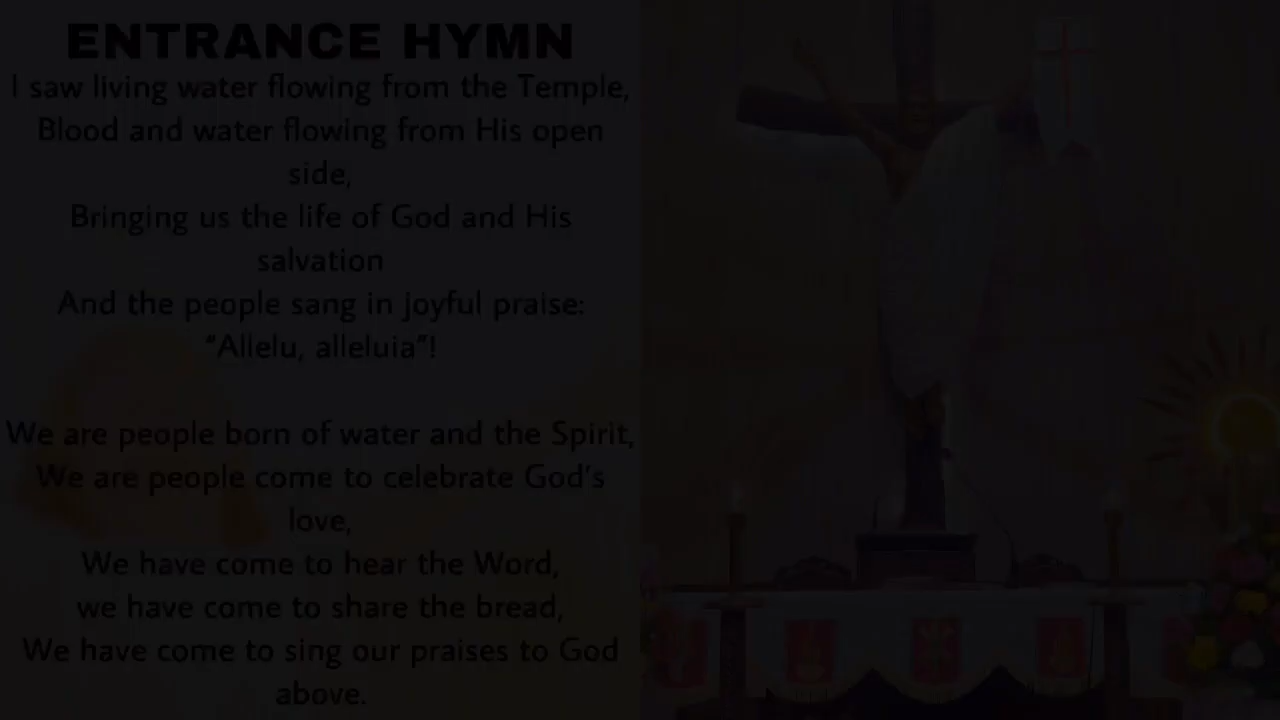 ENTRANCE HYMN
I saw living water flowing from the Temple,
Blood and water flowing from His open
side,
Bringing us the life of God and His
salvation
And the people sang in joyful praise:
“Allelu, alleluia”!
We are people born of water and the Spirit,
We are people come to celebrate God's
love,
We have come to hear the Word,
we have come to share the bread,
We have come to sing our praises to God
above.